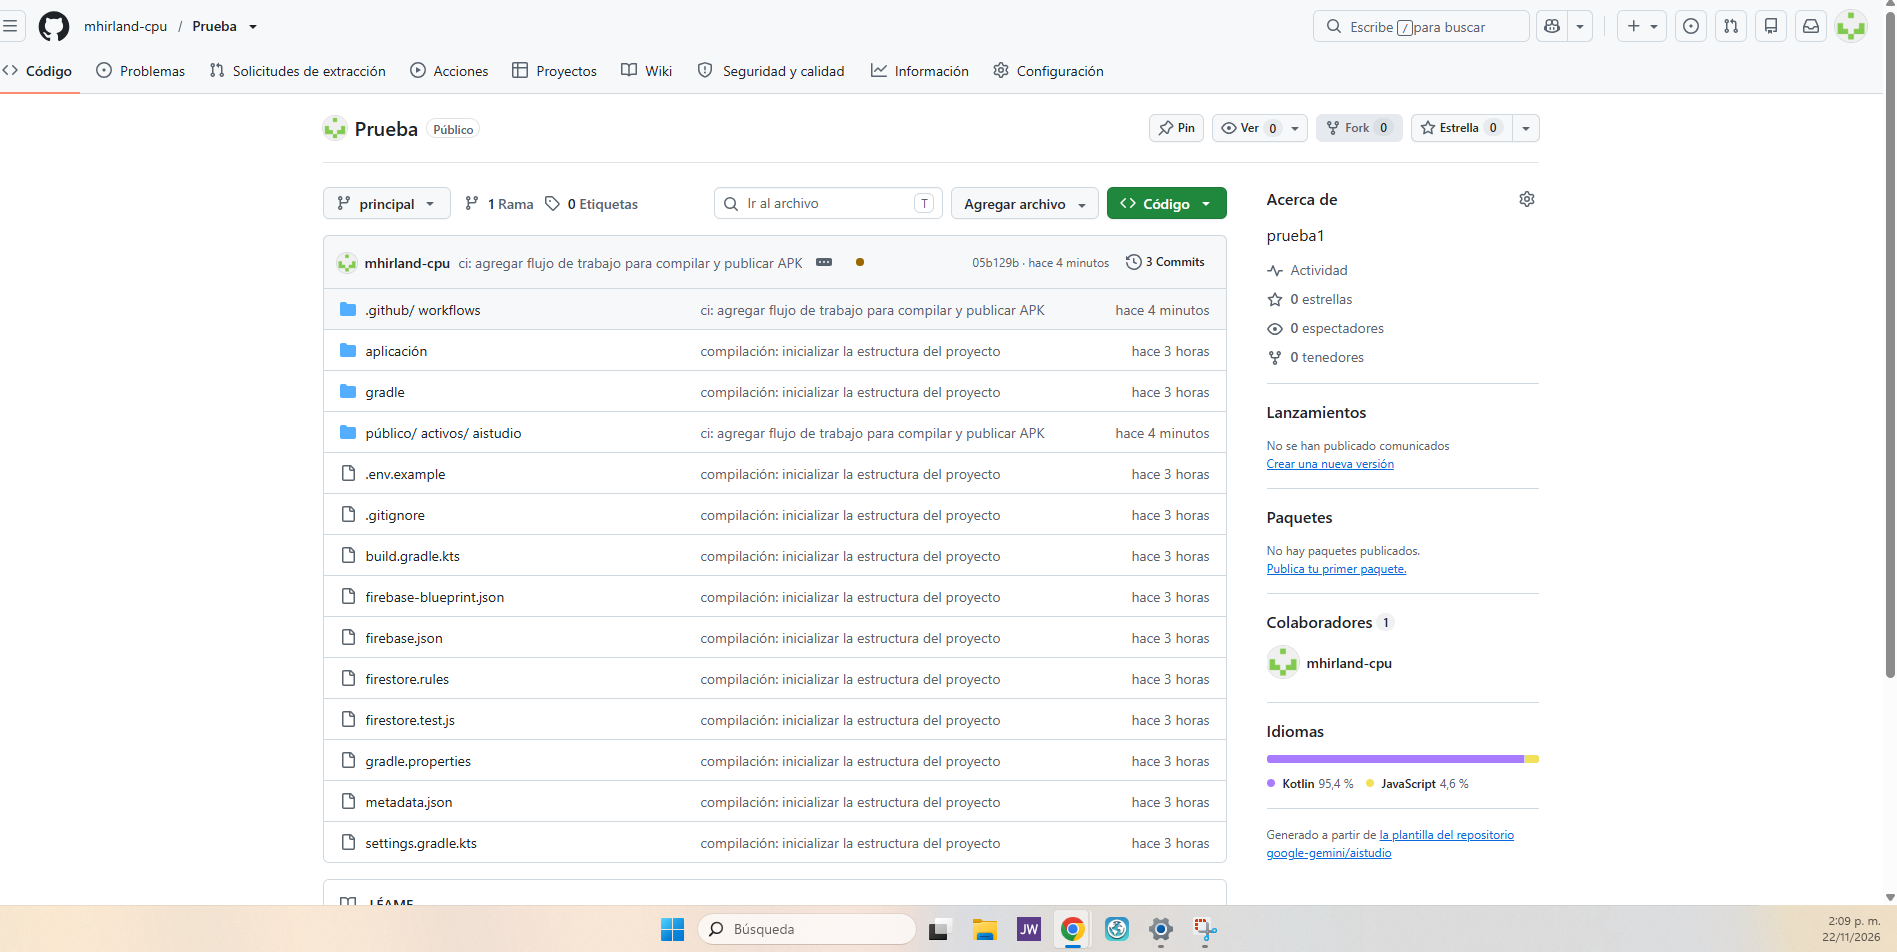 mhirland-cpu / Prueba
Escribe / para buscar
Código
Problemas
Solicitudes de extracción
Acciones
Proyectos
Wiki
Seguridad y calidad
Información
Configuración
Prueba Público
Pin
Ver 0
Fork 0
Estrella 0
principal
1 Rama
0 Etiquetas
Ir al archivo T
Agregar archivo
Código
mhirland-cpu ci: agregar flujo de trabajo para compilar y publicar APK
05b129b · hace 4 minutos
3 Commits
.github/ workflows ci: agregar flujo de trabajo para compilar y publicar APK hace 4 minutos
aplicación compilación: inicializar la estructura del proyecto hace 3 horas
gradle compilación: inicializar la estructura del proyecto hace 3 horas
público/ activos/ aistudio ci: agregar flujo de trabajo para compilar y publicar APK hace 4 minutos
.env.example compilación: inicializar la estructura del proyecto hace 3 horas
.gitignore compilación: inicializar la estructura del proyecto hace 3 horas
build.gradle.kts compilación: inicializar la estructura del proyecto hace 3 horas
firebase-blueprint.json compilación: inicializar la estructura del proyecto hace 3 horas
firebase.json compilación: inicializar la estructura del proyecto hace 3 horas
firestore.rules compilación: inicializar la estructura del proyecto hace 3 horas
firestore.test.js compilación: inicializar la estructura del proyecto hace 3 horas
gradle.properties compilación: inicializar la estructura del proyecto hace 3 horas
metadata.json compilación: inicializar la estructura del proyecto hace 3 horas
settings.gradle.kts compilación: inicializar la estructura del proyecto hace 3 horas
LÉAME
Acerca de
prueba1
Actividad
0 estrellas
0 espectadores
0 tenedores
Lanzamientos
No se han publicado comunicados
Crear una nueva versión
Paquetes
No hay paquetes publicados.
Publica tu primer paquete.
Colaboradores 1
mhirland-cpu
Idiomas
Kotlin 95,4 %
JavaScript 4,6 %
Generado a partir de la plantilla del repositorio
google-gemini/aistudio
Búsqueda
JW
2:09 p. m.
22/11/2026